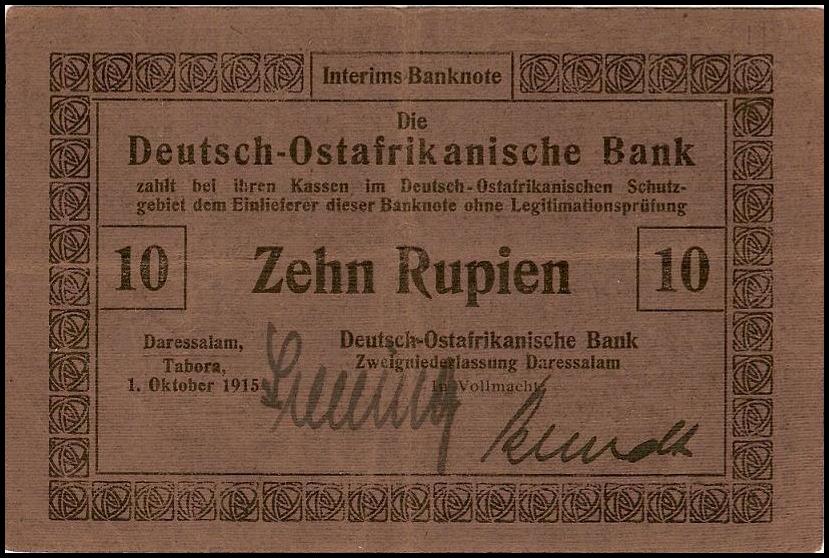 Interims-Banknote
Die
Deutsch-Ostafrikanische Bank
zahlt bei ihren Kassen im Deutsch-Ostafrikanischen Schutz-
gebiet dem Einlieferer dieser Banknote ohne Legitimationsprüfung
10 Zehn Rupien 10
Daressalam, Deutsch-Ostafrikanische Bank
Tabora, Zweigniederlassung Daressalam
1. Oktober 1915 In Vollmacht: